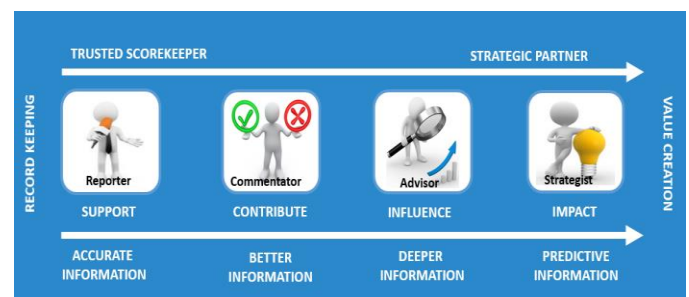 TRUSTED SCOREKEEPER
STRATEGIC PARTNER
RECORD KEEPING
VALUE CREATION
Reporter
Commentator
Advisor
Strategist
SUPPORT
CONTRIBUTE
INFLUENCE
IMPACT
ACCURATE
INFORMATION
BETTER
INFORMATION
DEEPER
INFORMATION
PREDICTIVE
INFORMATION